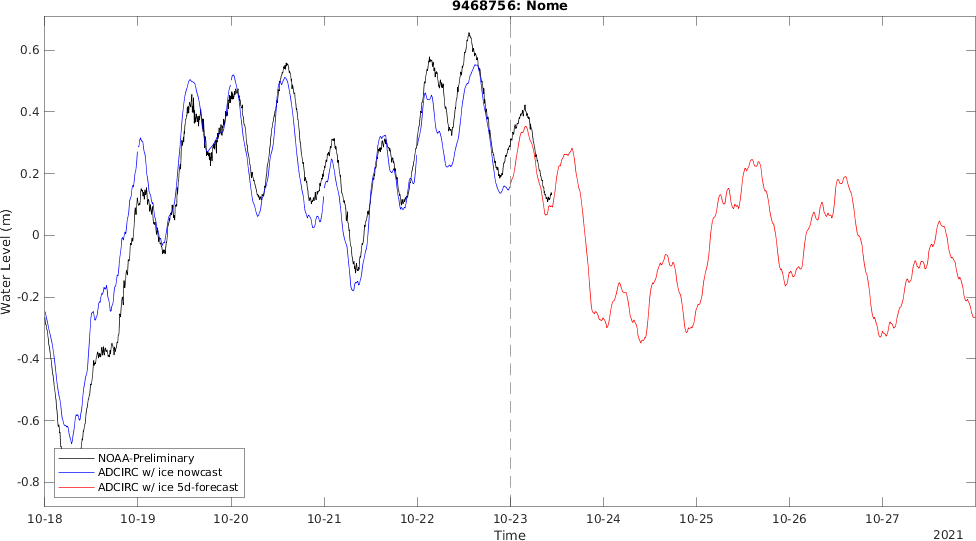 9468756: Nome
Water Level (m)
0.6
0.4
0.2
0
-0.2
-0.4
-0.6
-0.8
NOAA-Preliminary
ADCIRC w/ ice nowcast
ADCIRC w/ ice 5d-forecast
10-18 10-19 10-20 10-21 10-22 10-23 10-24 10-25 10-26 10-27
Time
2021